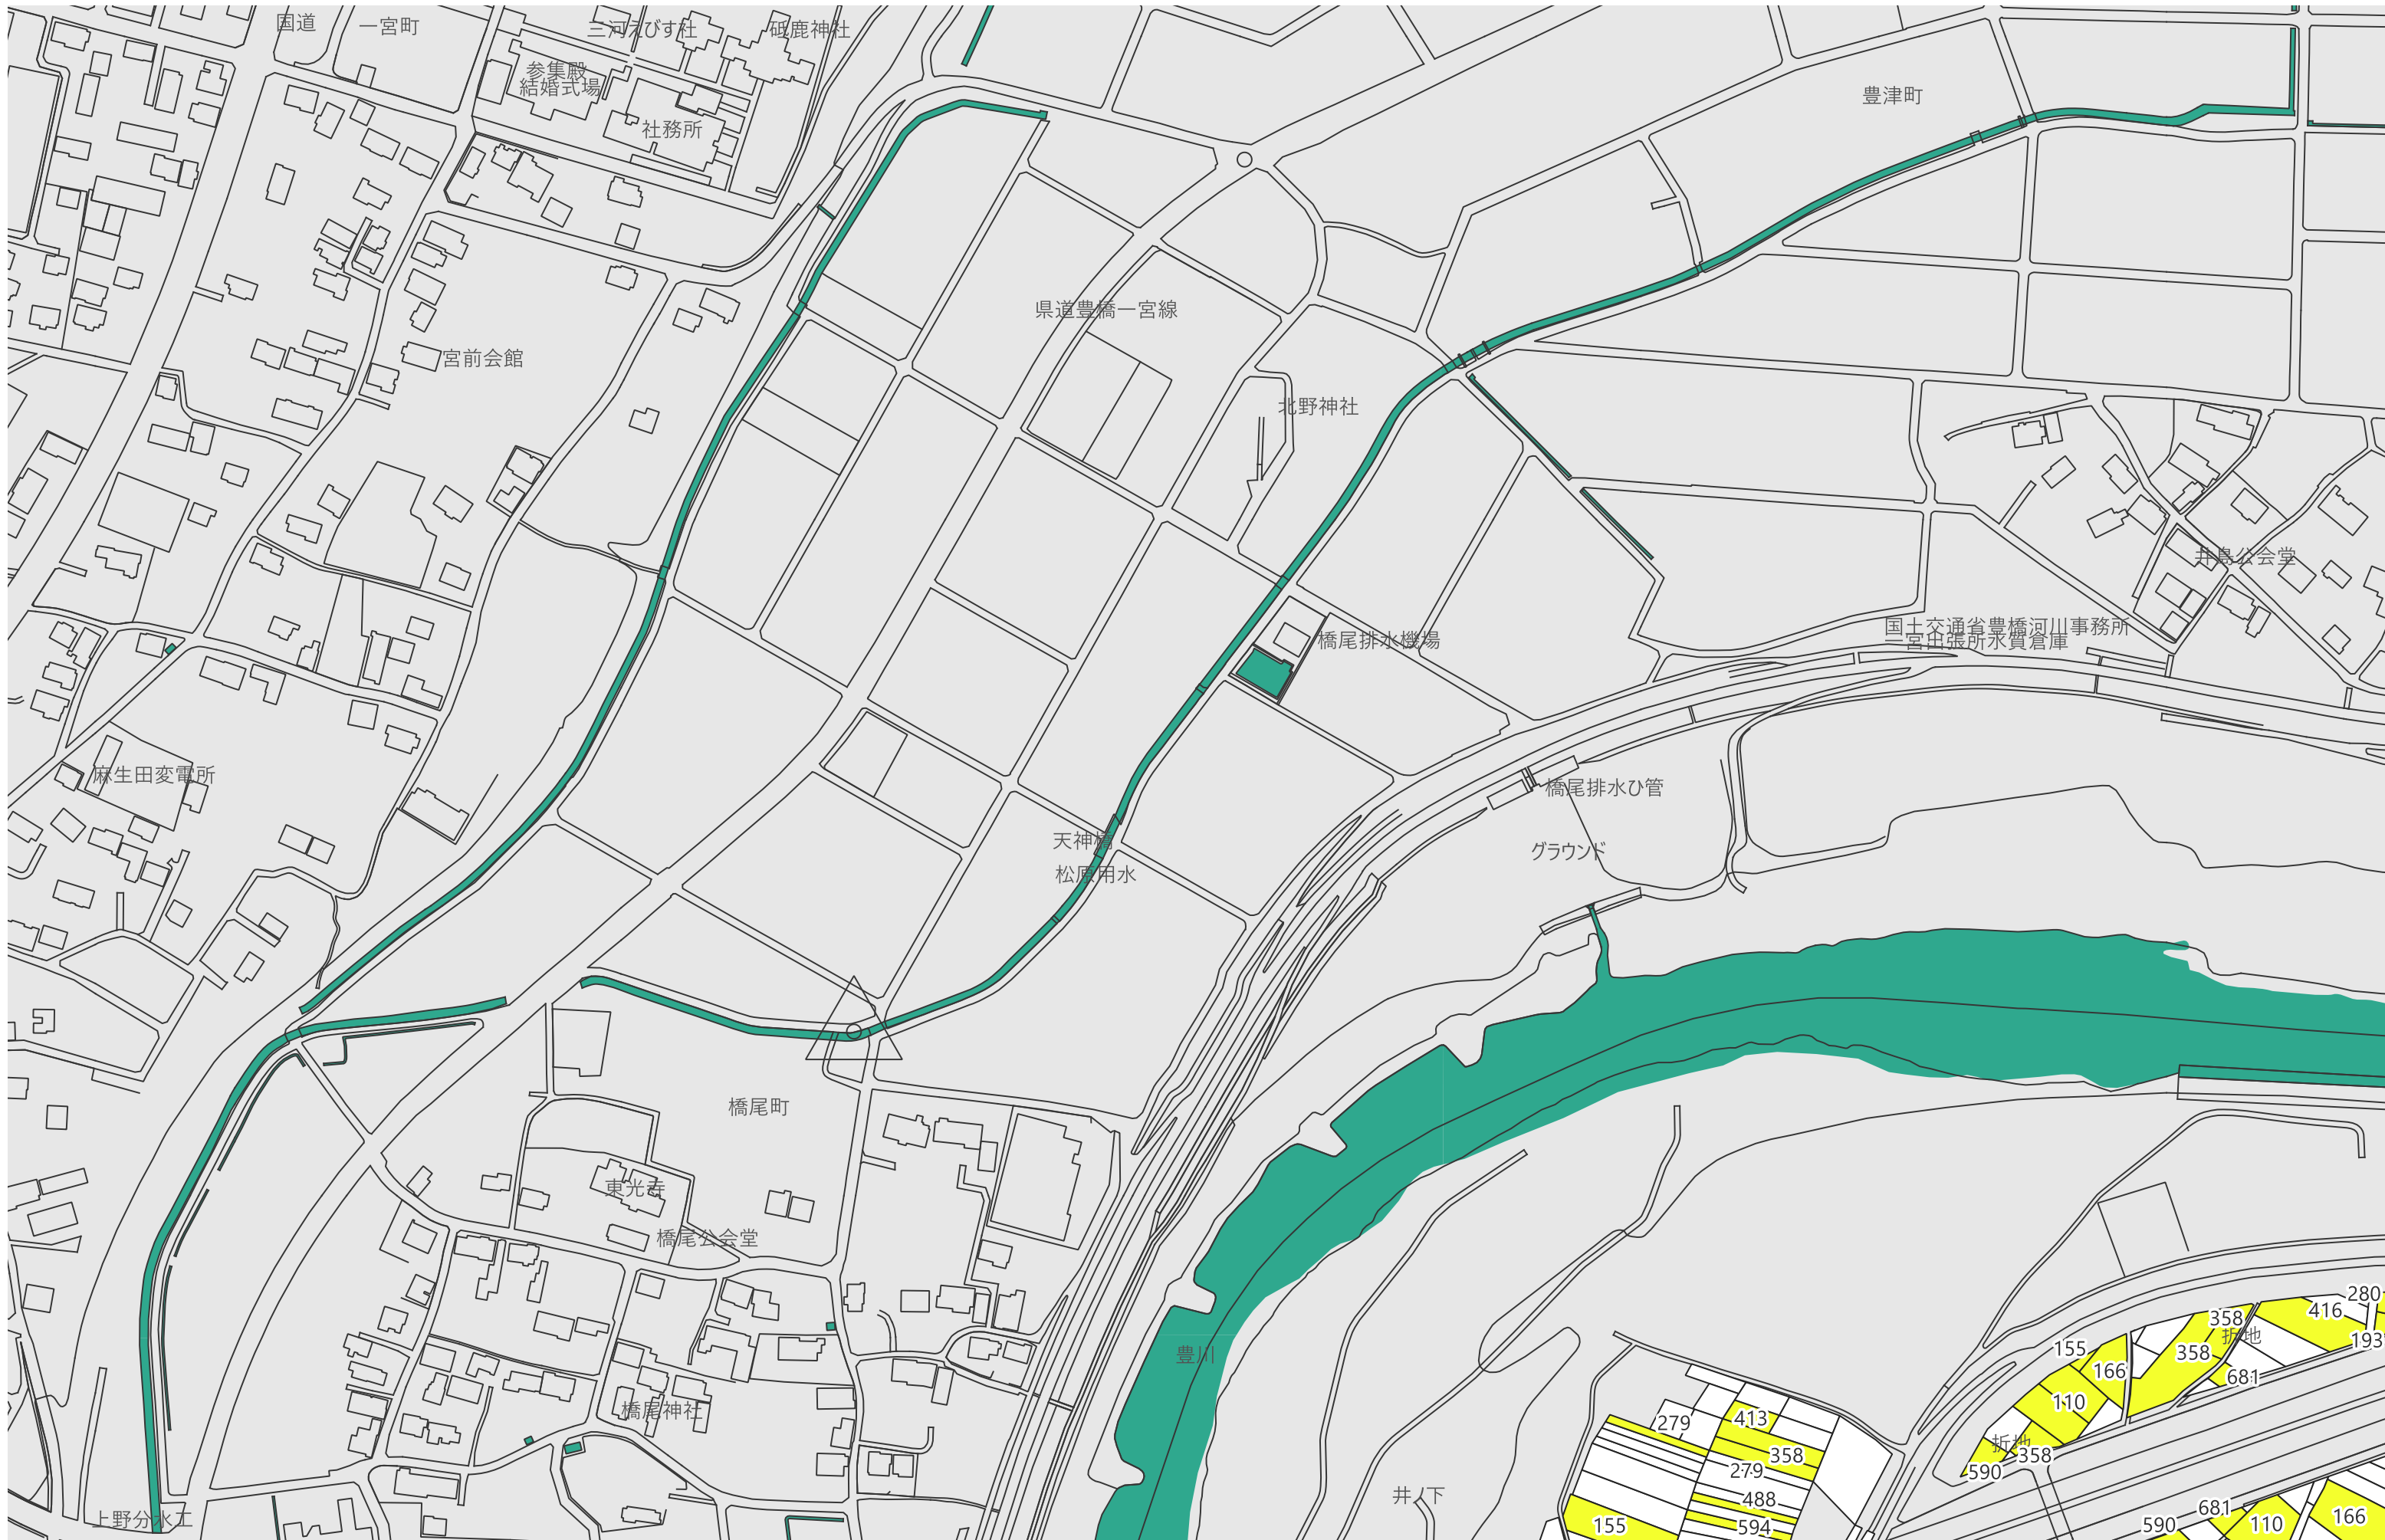 国道
一宮町
三河えびす社
砥鹿神社
参集殿
結婚式場
社務所
豊津町
県道豊橋一宮線
宮前会館
北野神社
井島公会堂
国土交通省豊橋河川事務所
一宮出張所水質倉庫
橋尾排水機場
麻生田変電所
橋尾排水ひ管
天神橋
グラウンド
松原用水
橋尾町
東光寺
橋尾公会堂
280
416
358
折地
193
155
358
豊川
166
681
110
橋尾神社
279
413
折地
358
358
279
590
井ノ下
488
681
166
上野分水工
155
594
590
110